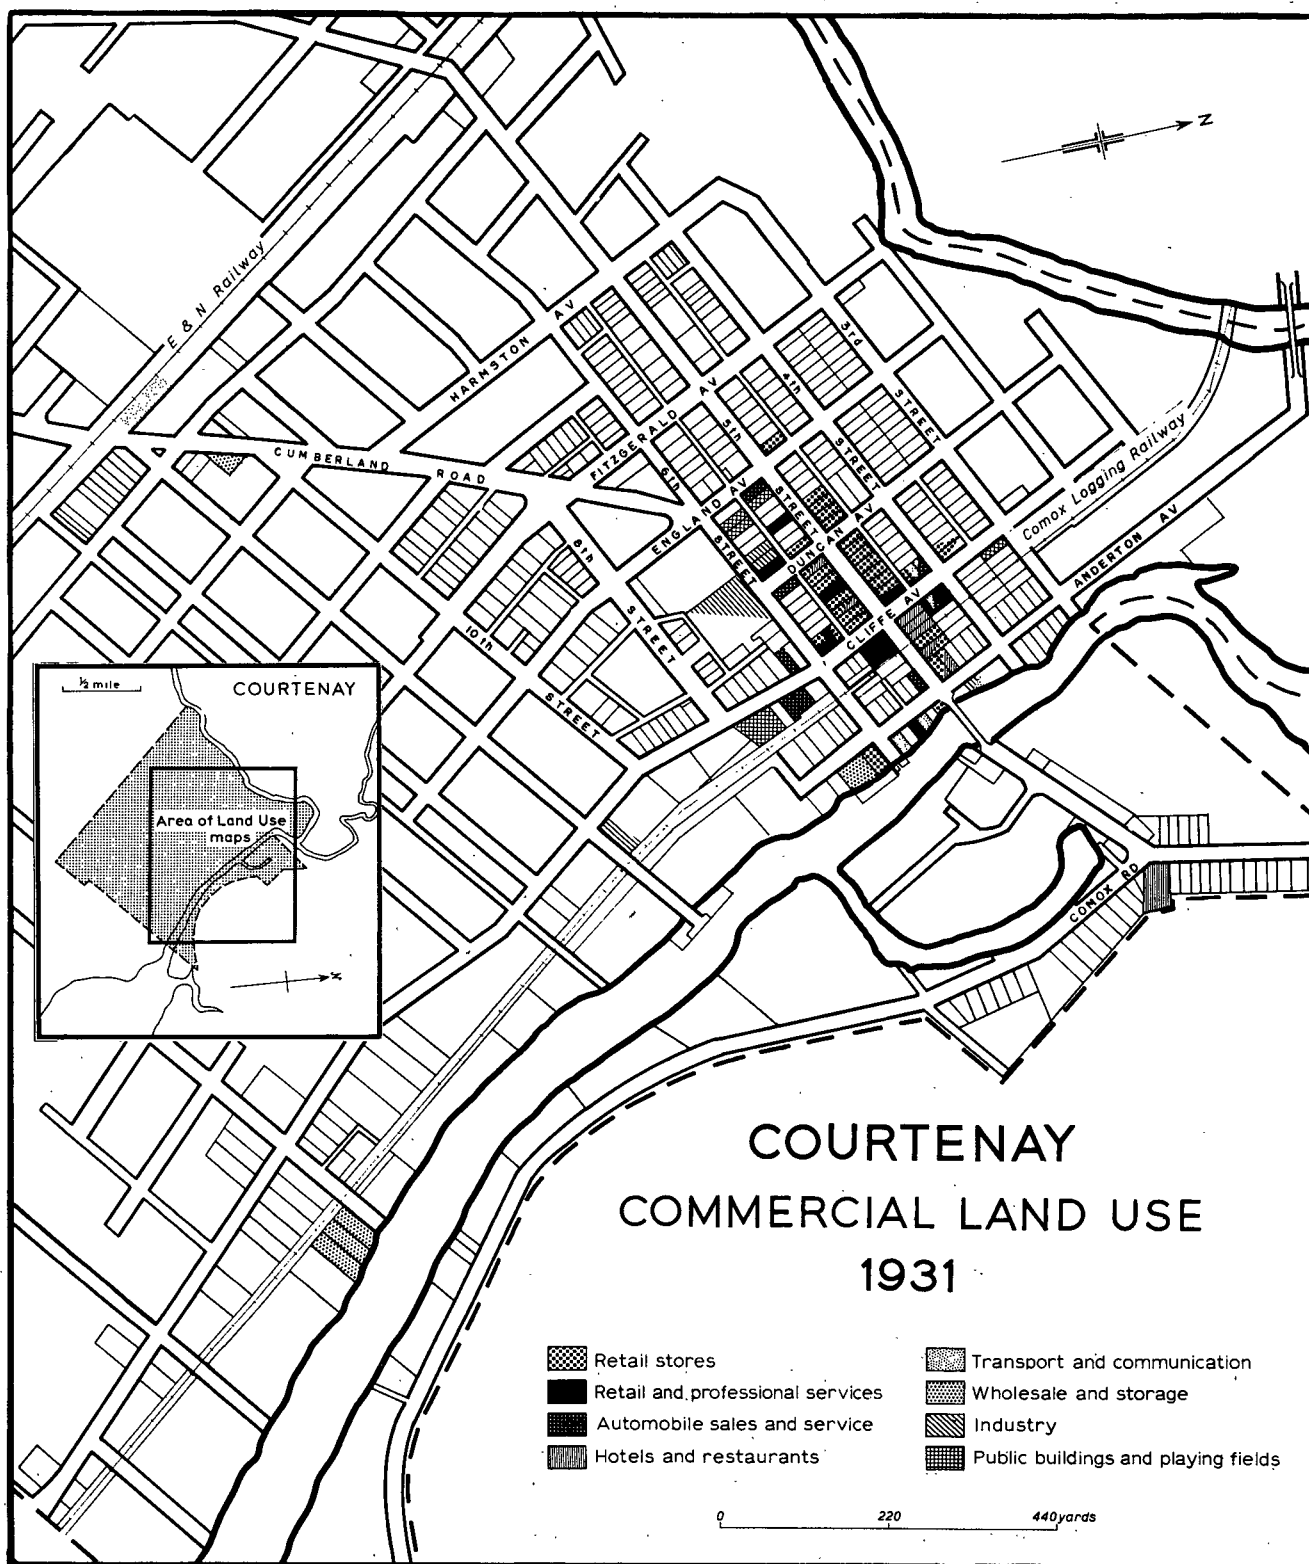 N
E & N Railway
HARMSTON AV
3rd
STREET
4th
STREET
FITZGERALD AV
5th
STREET
CUMBERLAND ROAD
6th
STREET
ENGLAND AV
DUNCAN AV
Comox Logging Railway
ANDERTON AV
8th
STREET
CLIFFE AV
10th
STREET
½ mile
COURTENAY
Area of Land Use
maps
N
COMOX RD
COURTENAY
COMMERCIAL LAND USE
1931
Retail stores
Retail and professional services
Automobile sales and service
Hotels and restaurants
Transport and communication
Wholesale and storage
Industry
Public buildings and playing fields
0 220 440 yards